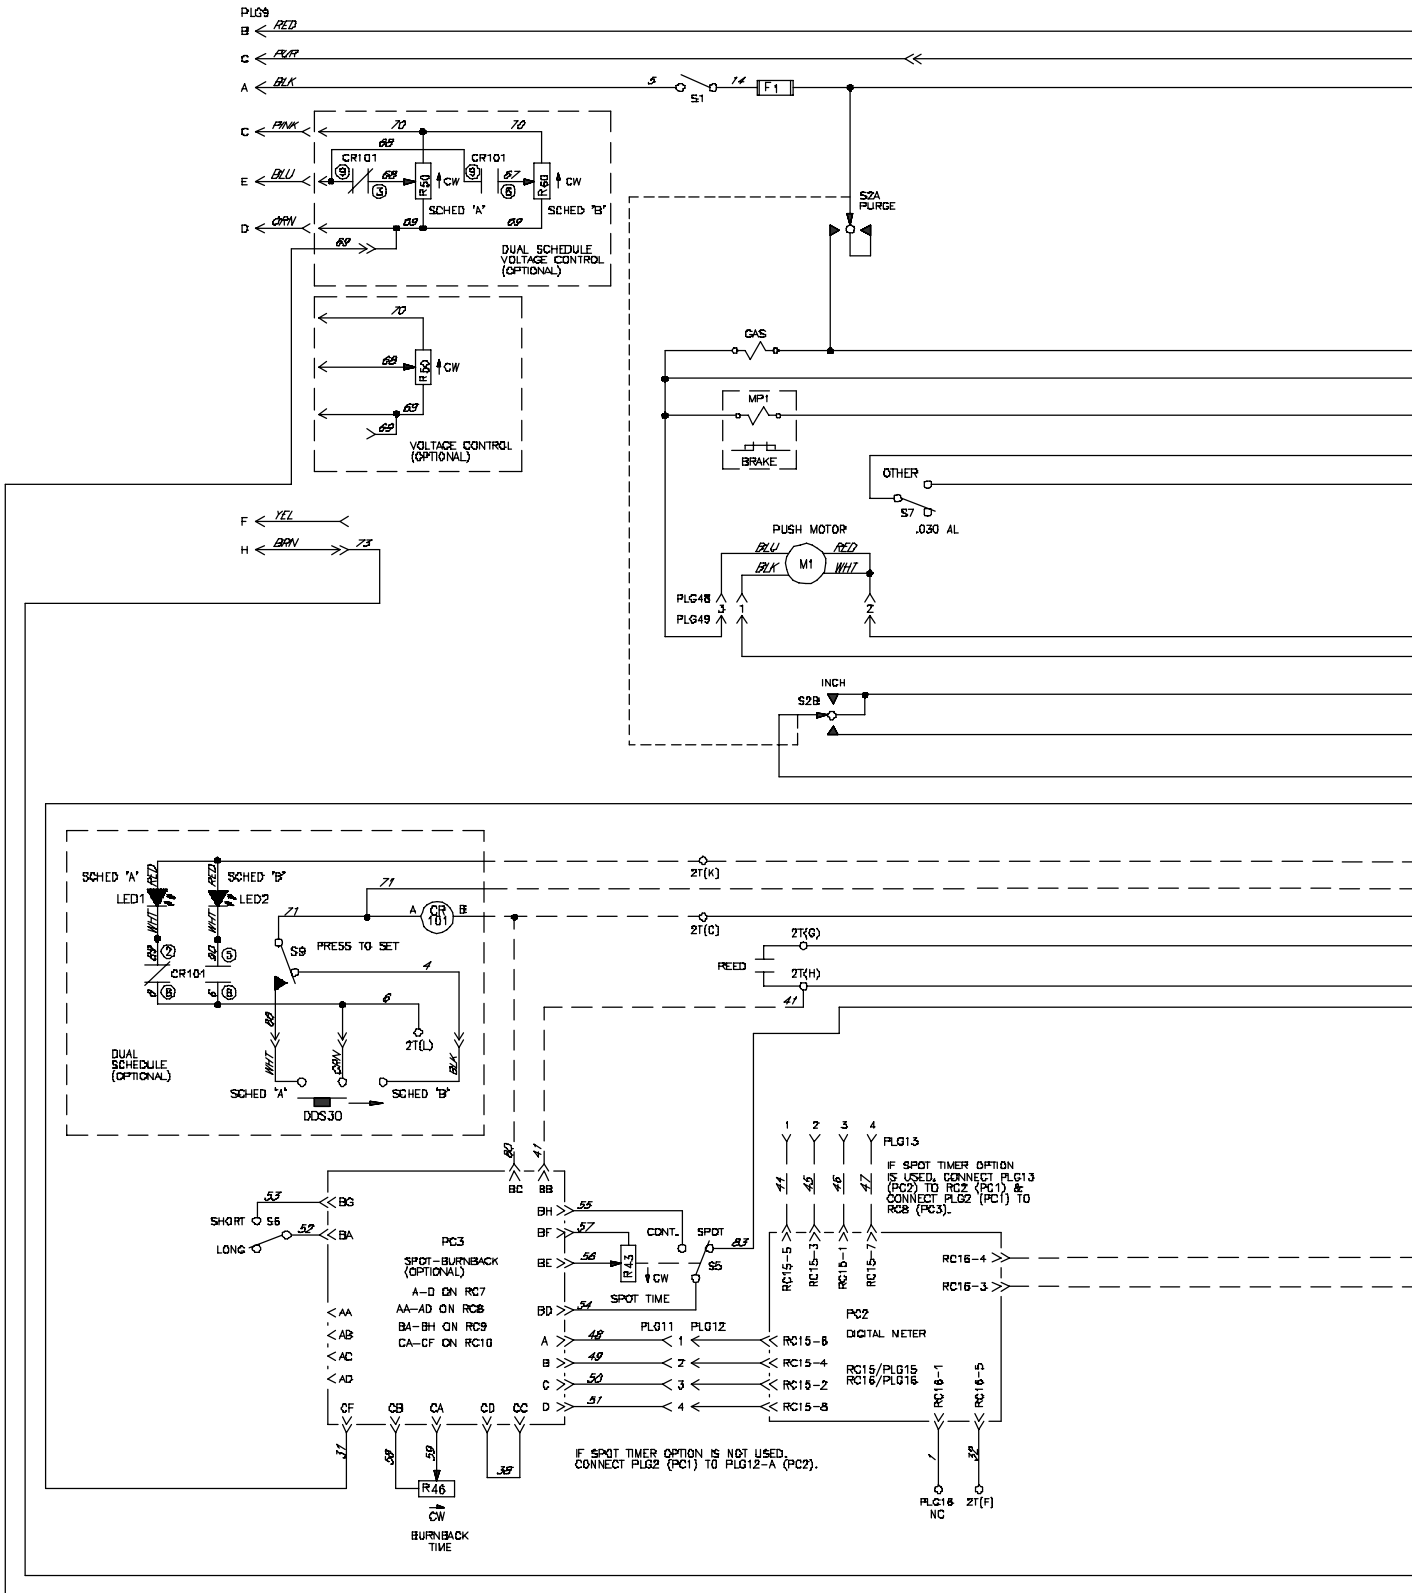 PLG9
B RED
C PUR
A BLK
5
S1
14
F1
C PINK
70
70
68
CR101
CR101
E BLU
68
67
R50
CW
R60
CW
SCHED "A"
SCHED "B"
D ORN
69
69
69
DUAL SCHEDULE
VOLTAGE CONTROL
(OPTIONAL)
S2A
PURGE
70
68
R50
CW
69
69
VOLTAGE CONTROL
(OPTIONAL)
GAS
MP1
BRAKE
OTHER
S7
.030 AL
F YEL
H BRN
73
PUSH MOTOR
BLU
RED
BLK
M1
WHT
PLG48
3
1
2
PLG49
INCH
S2B
SCHED "A"
RED
RED
SCHED "B"
LED1
LED2
WHT
WHT
2
5
89
90
CR101
6
6
8
8
71
71
A
CR
101
B
S9
PRESS TO SET
4
6
88
2T(L)
WHT
ORN
BLK
DUAL
SCHEDULE
(OPTIONAL)
SCHED "A"
SCHED "B"
DDS30
2T(K)
2T(C)
2T(G)
REED
2T(H)
41
80
41
BC
BB
53
BG
SHORT
S6
52
BA
LONG
PC3
SPOT-BURNBACK
(OPTIONAL)
A-D ON RC7
AA-AD ON RC8
BA-BH ON RC9
CA-CF ON RC10
AA
AB
AC
AD
BH 55
BF 57
BE 56
BD 54
R43
CW
SPOT TIME
CONT.
SPOT
83
S5
A 48
B 49
C 50
D 51
PLG11
PLG12
1
2
3
4
CF
CB
CA
CD
CC
31
58
59
38
R46
CW
BURNBACK
TIME
1
2
3
4
PLG13
44
45
46
47
IF SPOT TIMER OPTION
IS USED, CONNECT PLG13
(PC2) TO RC2 (PC1) &
CONNECT PLG2 (PC1) TO
RC8 (PC3).
RC15-5
RC15-3
RC15-1
RC15-7
RC16-4
RC16-3
PC2
DIGITAL METER
RC15-6
RC15-4
RC15-2
RC15-8
RC15/PLG15
RC16/PLG16
RC16-1
RC16-5
1
32
PLG16
NC
2T(F)
IF SPOT TIMER OPTION IS NOT USED,
CONNECT PLG2 (PC1) TO PLG12-A (PC2).